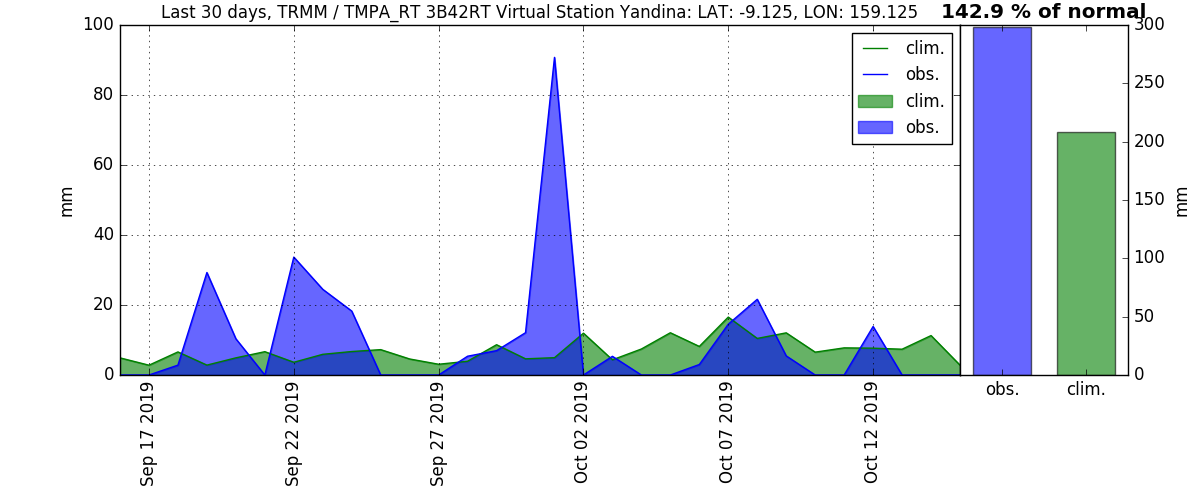 Last 30 days, TRMM / TMPA_RT 3B42RT Virtual Station Yandina: LAT: -9.125, LON: 159.125
142.9 % of normal
100
80
60
40
20
0
mm
clim.
obs.
clim.
obs.
Sep 17 2019
Sep 22 2019
Sep 27 2019
Oct 02 2019
Oct 07 2019
Oct 12 2019
300
250
200
150
100
50
0
mm
obs.
clim.